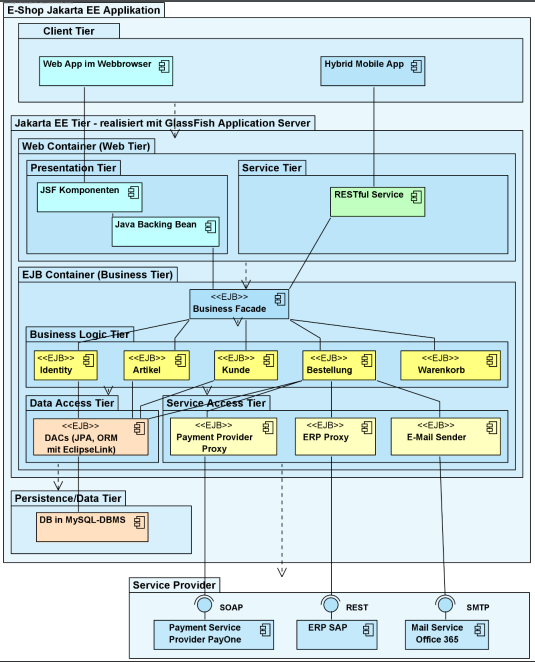 E-Shop Jakarta EE Applikation
Client Tier
Web App im Webbrowser
Hybrid Mobile App
Jakarta EE Tier - realisiert mit GlassFish Application Server
Web Container (Web Tier)
Presentation Tier
Service Tier
JSF Komponenten
RESTful Service
Java Backing Bean
EJB Container (Business Tier)
<<EJB>>
Business Facade
Business Logic Tier
<<EJB>>
Identity
<<EJB>>
Artikel
<<EJB>>
Kunde
<<EJB>>
Bestellung
<<EJB>>
Warenkorb
Data Access Tier
Service Access Tier
<<EJB>>
DACs (JPA, ORM
mit EclipseLink)
<<EJB>>
Payment Provider
Proxy
<<EJB>>
ERP Proxy
<<EJB>>
E-Mail Sender
Persistence/Data Tier
DB in MySQL-DBMS
Service Provider
SOAP
REST
SMTP
Payment Service
Provider PayOne
ERP SAP
Mail Service
Office 365